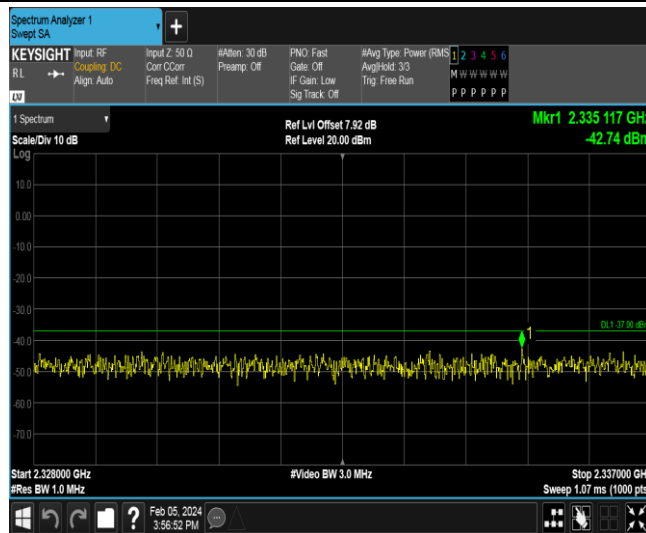 Spectrum Analyzer 1
Swept SA
+
KEYSIGHT
RL
LXI
Input: RF
Coupling: DC
Align: Auto
Input Z: 50 Ω
Corr CCorr
Freq Ref: Int (S)
#Atten: 30 dB
Preamp: Off
PNO: Fast
Gate: Off
IF Gain: Low
Sig Track: Off
#Avg Type: Power (RMS
Avg|Hold: 3/3
Trig: Free Run
1 2 3 4 5 6
M W W W W W
P P P P P P
1 Spectrum
Scale/Div 10 dB
Log
Ref Lvl Offset 7.92 dB
Ref Level 20.00 dBm
Mkr1 2.335 117 GHz
-42.74 dBm
10.0
0.00
-10.0
-20.0
-30.0
DL1 -37.00 dBm
1
-40.0
-50.0
-60.0
-70.0
Start 2.328000 GHz
#Res BW 1.0 MHz
#Video BW 3.0 MHz
Stop 2.337000 GHz
Sweep 1.07 ms (1000 pts
?
Feb 05, 2024
3:56:52 PM